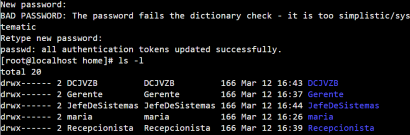 New password:
BAD PASSWORD: The password fails the dictionary check - it is too simplistic/sys
tematic
Retype new password:
passwd: all authentication tokens updated successfully.
[root@localhost home]# ls -l
total 20
drwx------ 2 DCJVZB DCJVZB 166 Mar 12 16:43 DCJVZB
drwx------ 2 Gerente Gerente 166 Mar 12 16:37 Gerente
drwx------ 2 JefeDeSistemas JefeDeSistemas 166 Mar 12 16:44 JefeDeSistemas
drwx------ 2 maria maria 166 Mar 12 16:26 maria
drwx------ 2 Recepcionista Recepcionista 166 Mar 12 16:39 Recepcionista